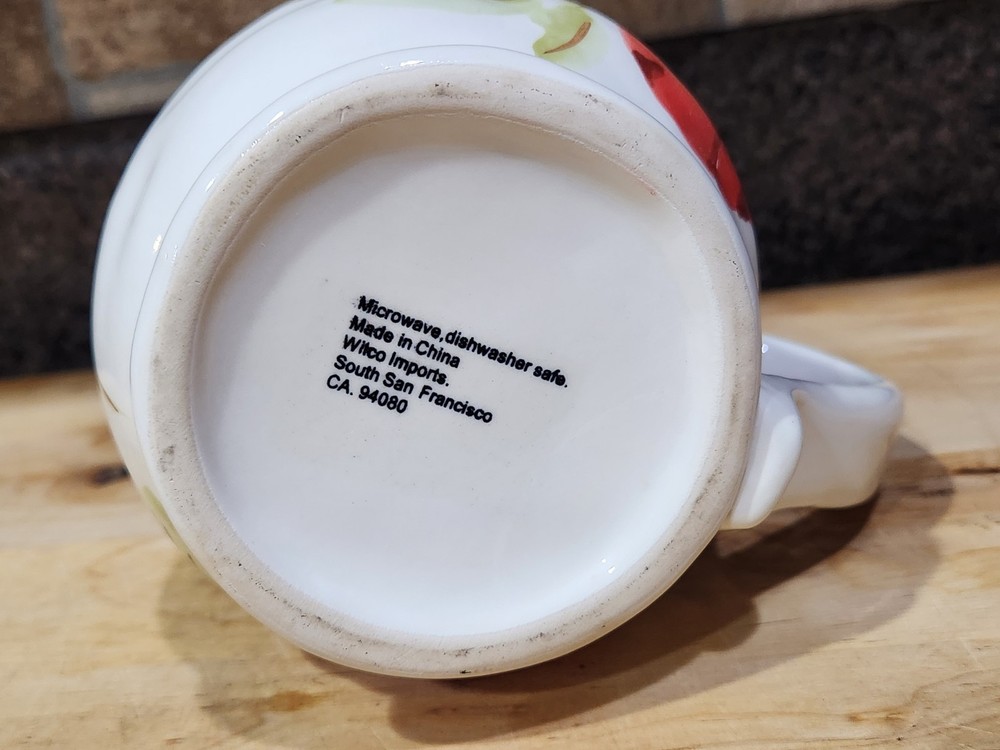 Microwave,dishwasher safe.
Made in China
Witco Imports.
South San Francisco
CA. 94080